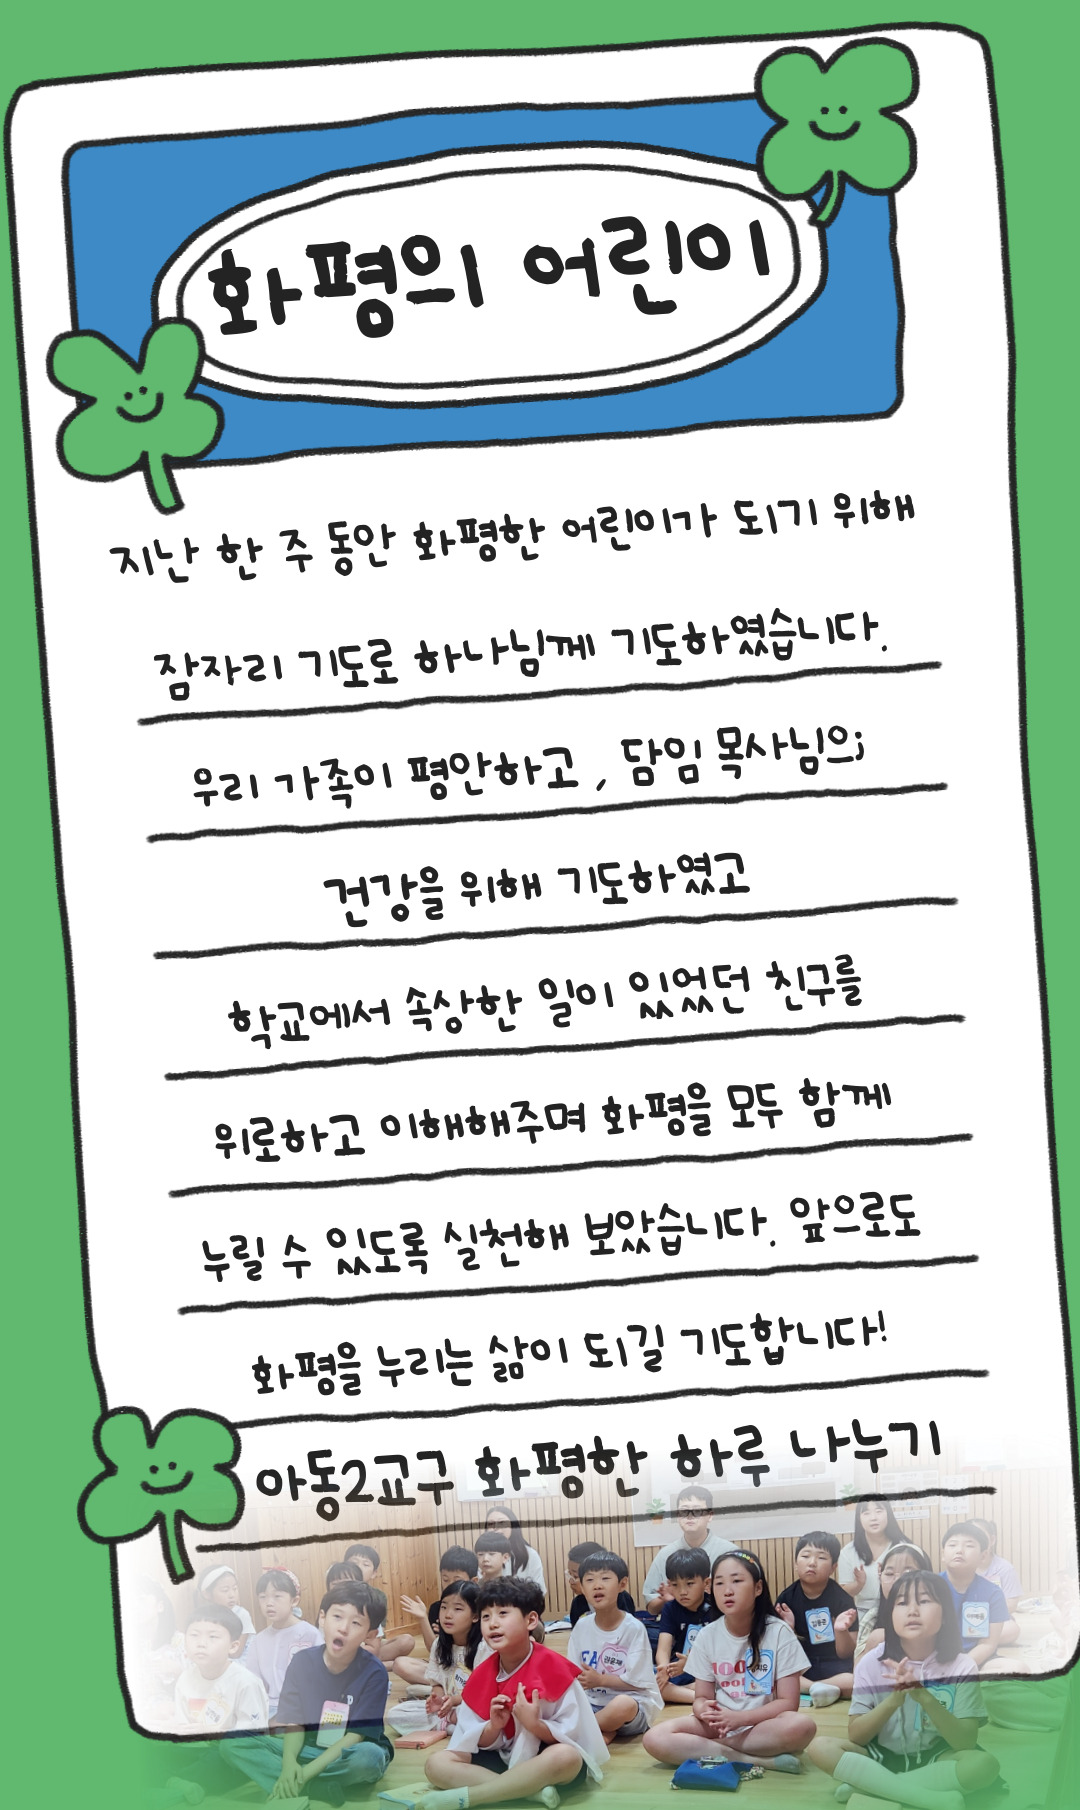 화평의 어린이
지난 한 주 동안 화평한 어린이가 되기 위해
잠자리 기도로 하나님께 기도하였습니다.
우리 가족이 평안하고, 담임 목사님의
건강을 위해 기도하였고
학교에서 속상한 일이 있었던 친구를
위로하고 이해해주며 화평을 모두 함께
누릴 수 있도록 실천해 보았습니다. 앞으로도
화평을 누리는 삶이 되길 기도합니다!
아동2교구 화평한 하루 나누기